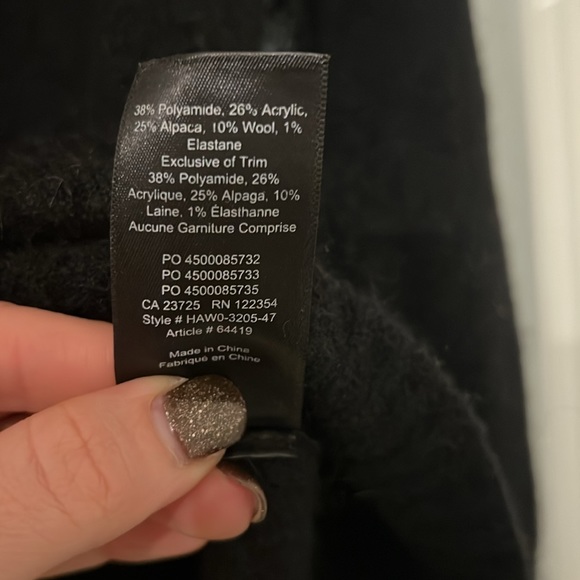 38% Polyamide, 26% Acrylic,
25% Alpaca, 10% Wool, 1%
Elastane
Exclusive of Trim
38% Polyamide, 26%
Acrylique, 25% Alpaga, 10%
Laine, 1% Élasthanne
Aucune Garniture Comprise
PO 4500085732
PO 4500085733
PO 4500085735
CA 23725 RN 122354
Style # HAW0-3205-47
Article # 64419
Made in China
Fabriqué en Chine